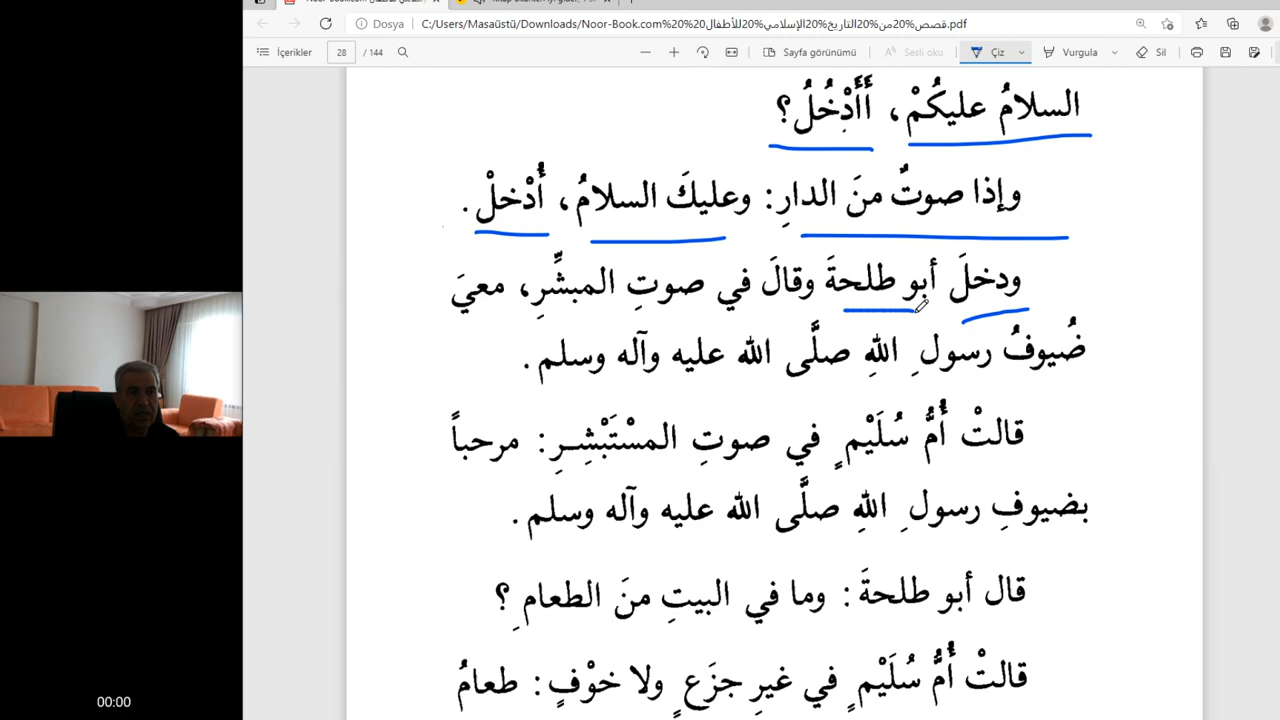 Dosya
C:/Users/Masaüstü/Downloads/Noor-Book.com%20%20قصص%20من%20التاريخ%20الإسلامي%20للأطفال.pdf
İçerikler
28 / 144
Sayfa görünümü
Sesli oku
Çiz
Vurgula
Sil
السلامُ عليكُمْ، أَأَدْخُلُ؟
وإذا صوتٌ منَ الدارِ: وعليكَ السلامُ، أُدْخلْ.
ودخلَ أبو طلحةَ وقالَ في صوتِ المبشِّرِ، معيَ
ضُيوفُ رسولِ اللهِ صلَّى الله عليه وآله وسلم.
قالتْ أُمُّ سُلَيْمٍ في صوتِ المسْتَبْشِرِ: مرحباً
بضيوفِ رسولِ اللهِ صلَّى الله عليه وآله وسلم.
قال أبو طلحةَ: وما في البيتِ منَ الطعامِ؟
قالتْ أُمُّ سُلَيْمٍ في غيرِ جزَعٍ ولا خوْفٍ: طعامُ
00:00